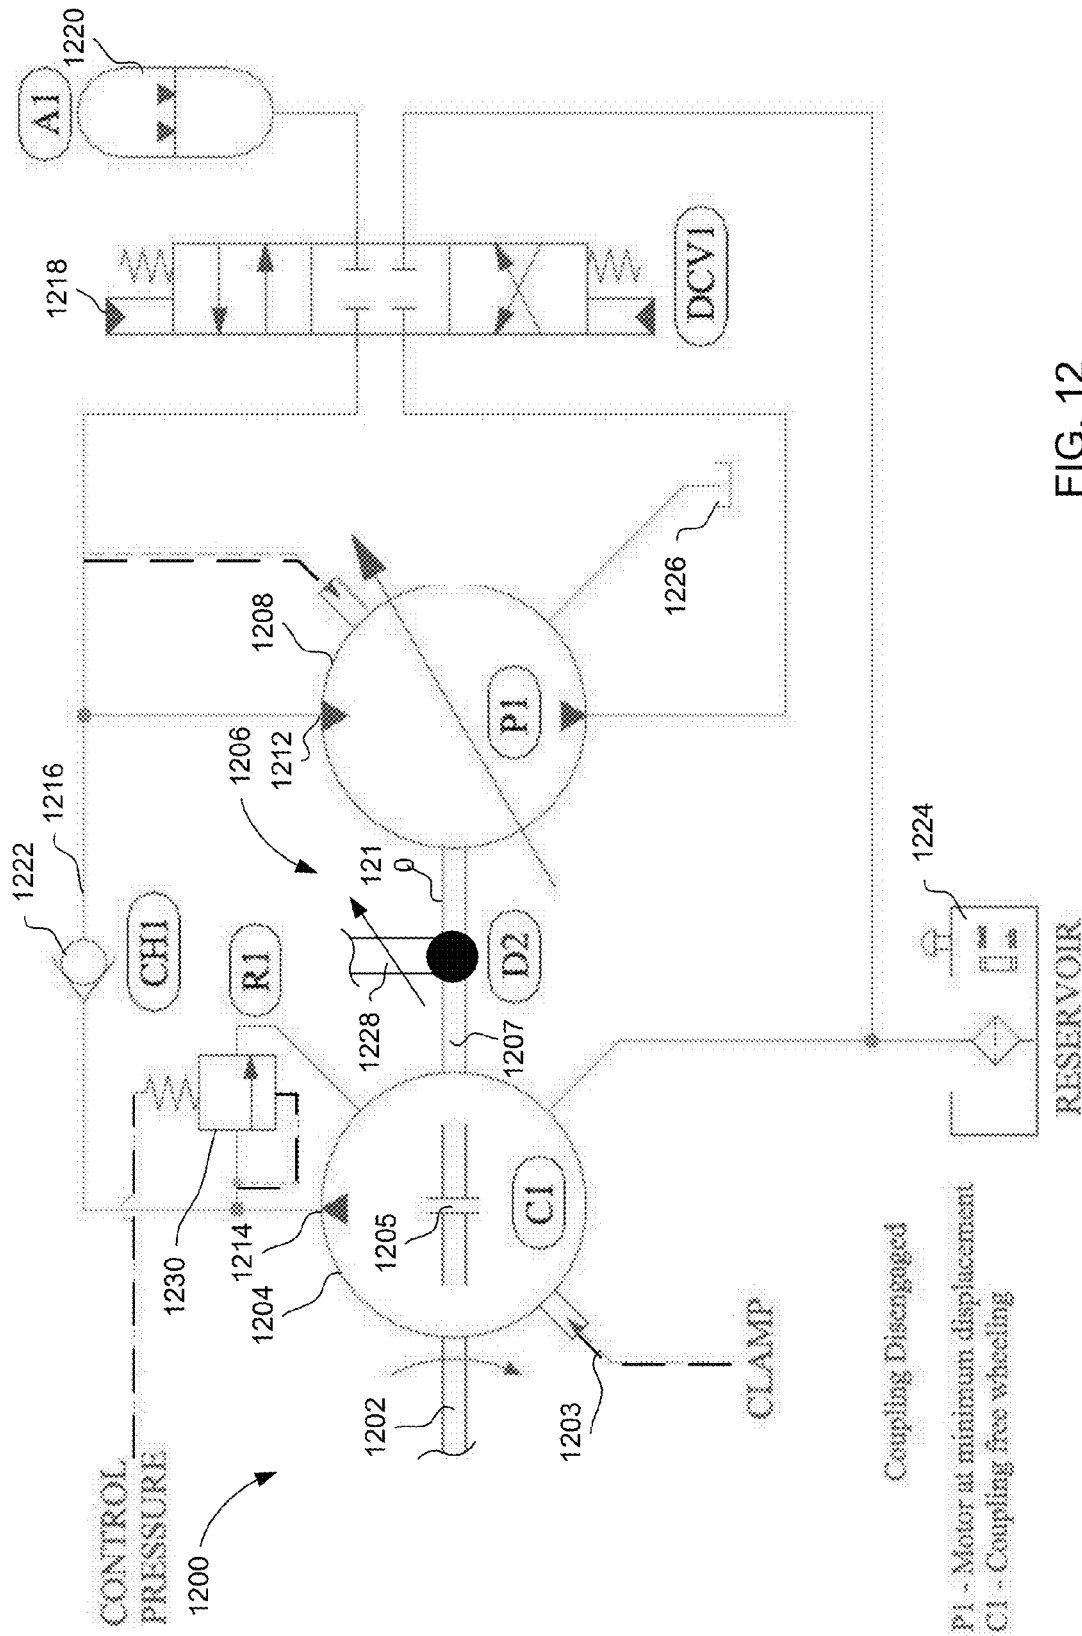 CONTROL
PRESSURE
1200
1230
1214
1204
1222
1216
CH1
R1
1206
1212
1208
1218
A1
1220
1202
1205
C1
1203
CLAMP
1228
1207
D2
121
0
P1
1226
DCV1
1224
RESERVOIR
Coupling Disengaged
P1 - Motor at minimum displacement
C1 - Coupling free wheeling
FIG. 12